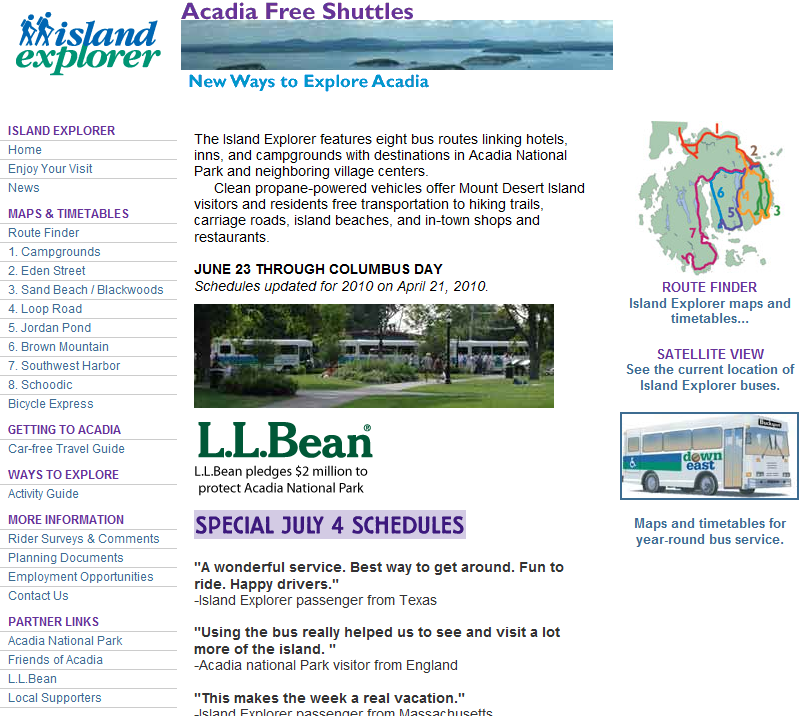 island
explorer
Acadia Free Shuttles
New Ways to Explore Acadia
ISLAND EXPLORER
Home
Enjoy Your Visit
News
MAPS & TIMETABLES
Route Finder
1. Campgrounds
2. Eden Street
3. Sand Beach / Blackwoods
4. Loop Road
5. Jordan Pond
6. Brown Mountain
7. Southwest Harbor
8. Schoodic
Bicycle Express
GETTING TO ACADIA
Car-free Travel Guide
WAYS TO EXPLORE
Activity Guide
MORE INFORMATION
Rider Surveys & Comments
Planning Documents
Employment Opportunities
Contact Us
PARTNER LINKS
Acadia National Park
Friends of Acadia
L.L.Bean
Local Supporters
The Island Explorer features eight bus routes linking hotels,
inns, and campgrounds with destinations in Acadia National
Park and neighboring village centers.
Clean propane-powered vehicles offer Mount Desert Island
visitors and residents free transportation to hiking trails,
carriage roads, island beaches, and in-town shops and
restaurants.
JUNE 23 THROUGH COLUMBUS DAY
Schedules updated for 2010 on April 21, 2010.
L.L.Bean®
L.L.Bean pledges $2 million to
protect Acadia National Park
SPECIAL JULY 4 SCHEDULES
"A wonderful service. Best way to get around. Fun to
ride. Happy drivers."
-Island Explorer passenger from Texas
"Using the bus really helped us to see and visit a lot
more of the island. "
-Acadia national Park visitor from England
"This makes the week a real vacation."
-Island Explorer passenger from Massachusetts
1
2
6
4
5
3
7
ROUTE FINDER
Island Explorer maps and
timetables...
SATELLITE VIEW
See the current location of
Island Explorer buses.
Bucksport
down
east
Maps and timetables for
year-round bus service.